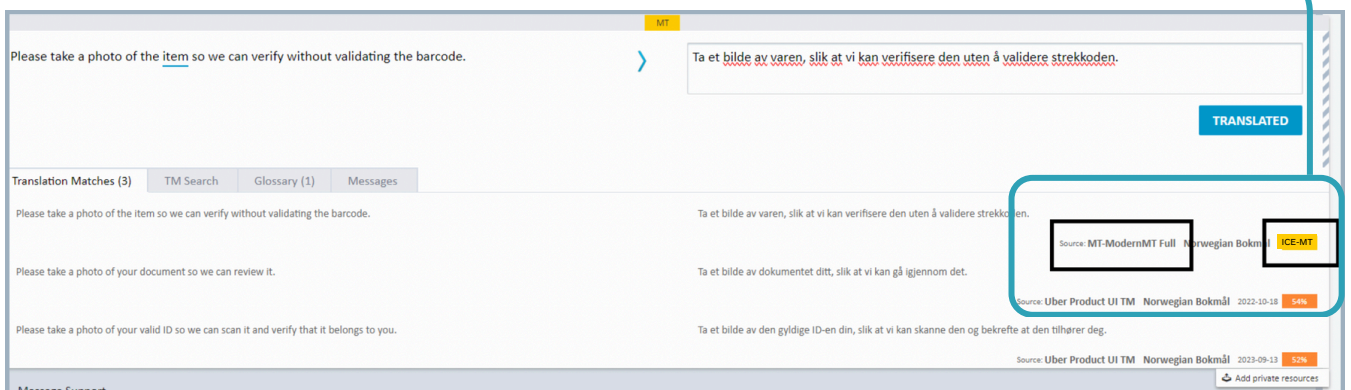 MT
Please take a photo of the item so we can verify without validating the barcode.
Ta et bilde av varen, slik at vi kan verifisere den uten å validere strekkoden.
TRANSLATED
Translation Matches (3) TM Search Glossary (1) Messages
Please take a photo of the item so we can verify without validating the barcode.
Ta et bilde av varen, slik at vi kan verifisere den uten å validere strekkoden.
Source: MT-ModernMT Full Norwegian Bokmål ICE-MT
Please take a photo of your document so we can review it.
Ta et bilde av dokumentet ditt, slik at vi kan gå igjennom det.
Source: Uber Product UI TM Norwegian Bokmål 2022-10-18 54%
Please take a photo of your valid ID so we can scan it and verify that it belongs to you.
Ta et bilde av den gyldige ID-en din, slik at vi kan skanne den og bekrefte at den tilhører deg.
Source: Uber Product UI TM Norwegian Bokmål 2023-09-13 52%
Add private resources
Message Support